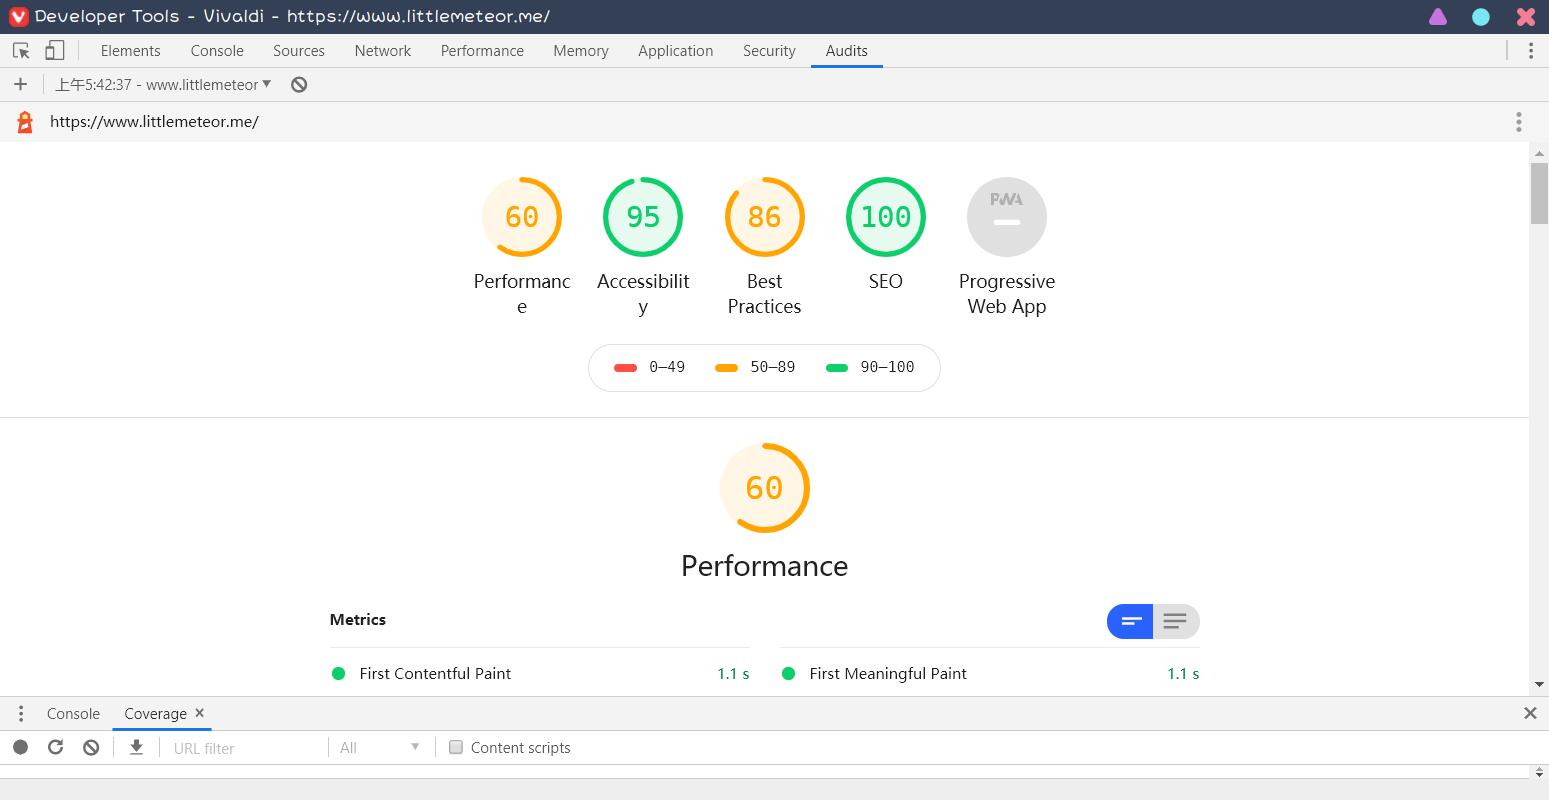 Developer Tools - Vivaldi - https://www.littlemeteor.me/
Elements Console Sources Network Performance Memory Application Security Audits
上午5:42:37 - www.littlemeteor
https://www.littlemeteor.me/
60 95 86 100 PWA
Performanc Accessibilit Best SEO Progressive
e y Practices Web App
0–49 50–89 90–100
60
Performance
Metrics
First Contentful Paint 1.1 s First Meaningful Paint 1.1 s
Console Coverage ×
URL filter All Content scripts